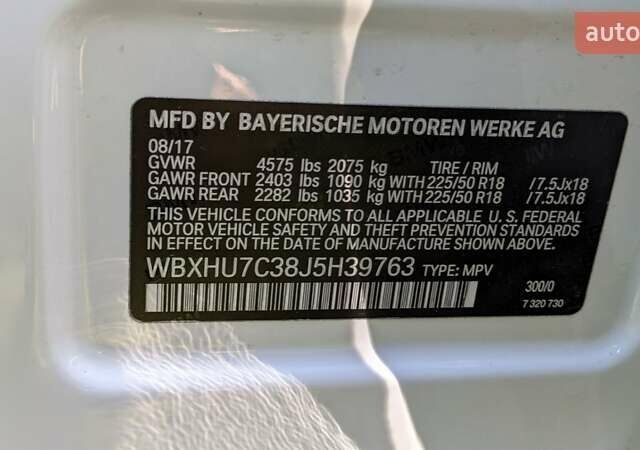 auto
MFD BY BAYERISCHE MOTOREN WERKE AG
08/17
GVWR 4575 lbs 2075 kg TIRE / RIM
GAWR FRONT 2403 lbs 1090 kg WITH 225/50 R18 /7.5Jx18
GAWR REAR 2282 lbs 1035 kg WITH 225/50 R18 /7.5Jx18
THIS VEHICLE CONFORMS TO ALL APPLICABLE U. S. FEDERAL
MOTOR VEHICLE SAFETY AND THEFT PREVENTION STANDARDS
IN EFFECT ON THE DATE OF MANUFACTURE SHOWN ABOVE.
WBXHU7C38J5H39763 TYPE: MPV
300/0
7 320 730